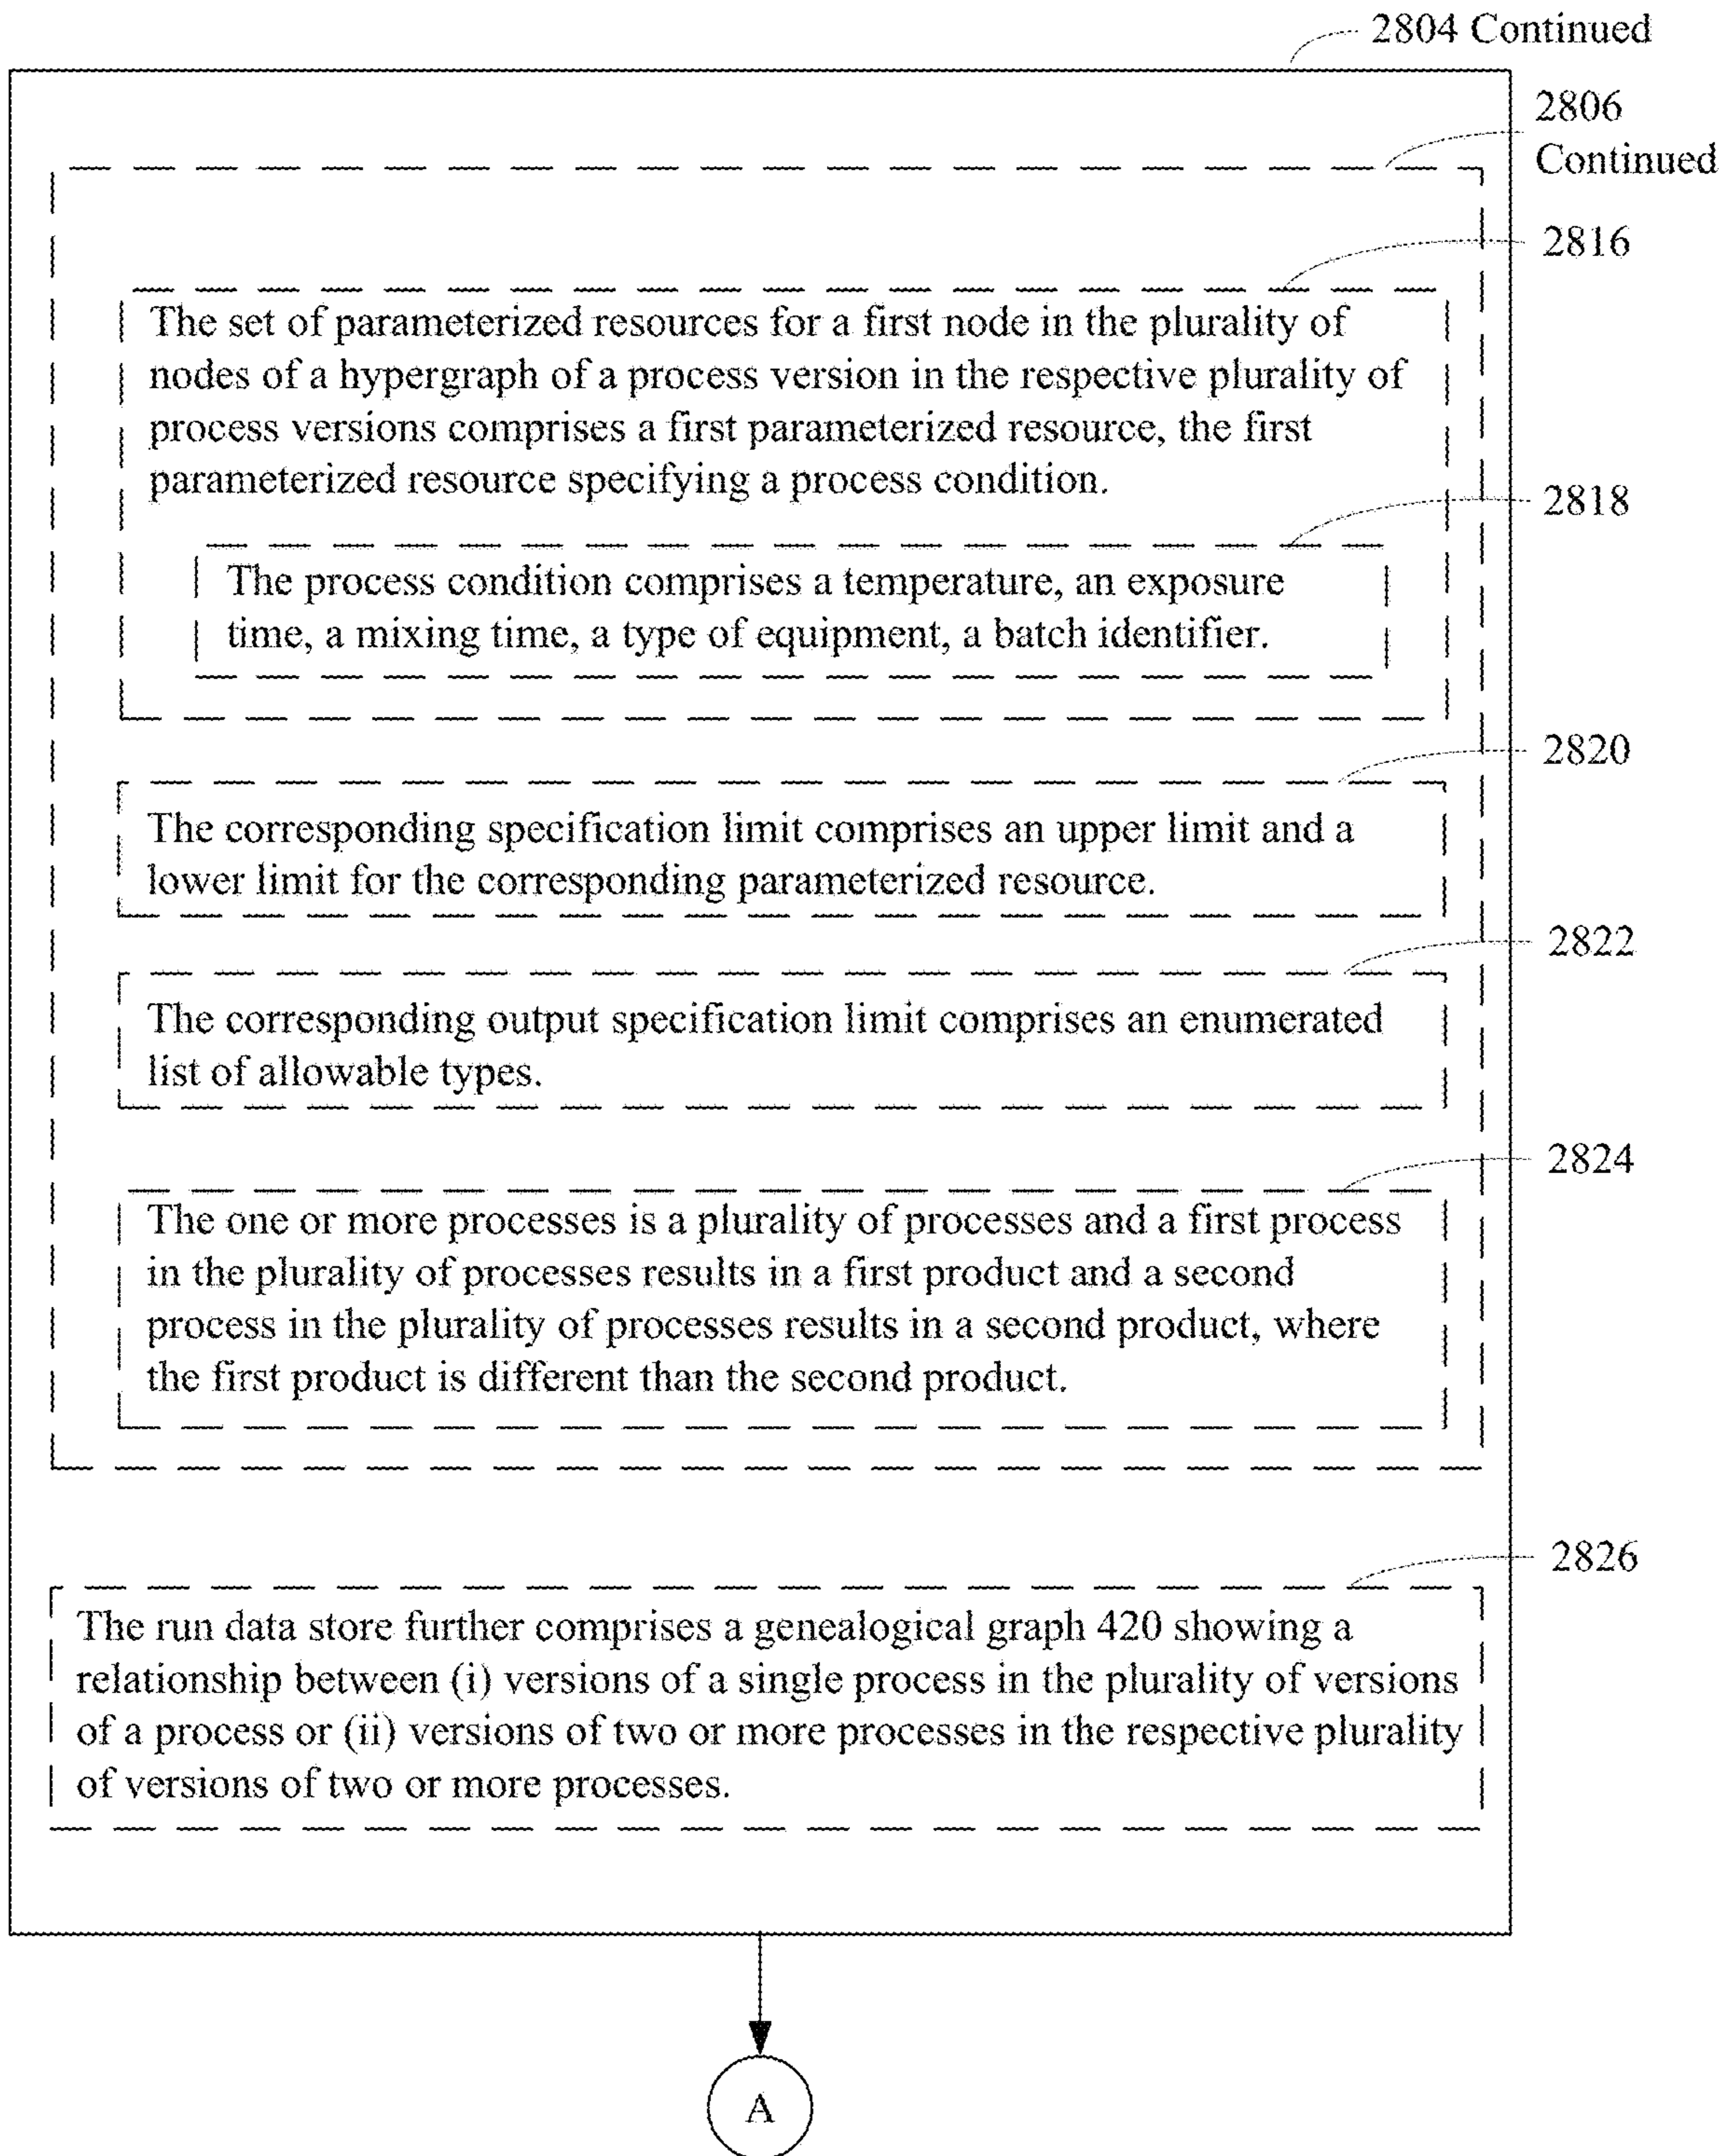 2804 Continued
2806
Continued
2816
The set of parameterized resources for a first node in the plurality of
nodes of a hypergraph of a process version in the respective plurality of
process versions comprises a first parameterized resource, the first
parameterized resource specifying a process condition.
2818
The process condition comprises a temperature, an exposure
time, a mixing time, a type of equipment, a batch identifier.
2820
The corresponding specification limit comprises an upper limit and a
lower limit for the corresponding parameterized resource.
2822
The corresponding output specification limit comprises an enumerated
list of allowable types.
2824
The one or more processes is a plurality of processes and a first process
in the plurality of processes results in a first product and a second
process in the plurality of processes results in a second product, where
the first product is different than the second product.
2826
The run data store further comprises a genealogical graph 420 showing a
relationship between (i) versions of a single process in the plurality of versions
of a process or (ii) versions of two or more processes in the respective plurality
of versions of two or more processes.
A